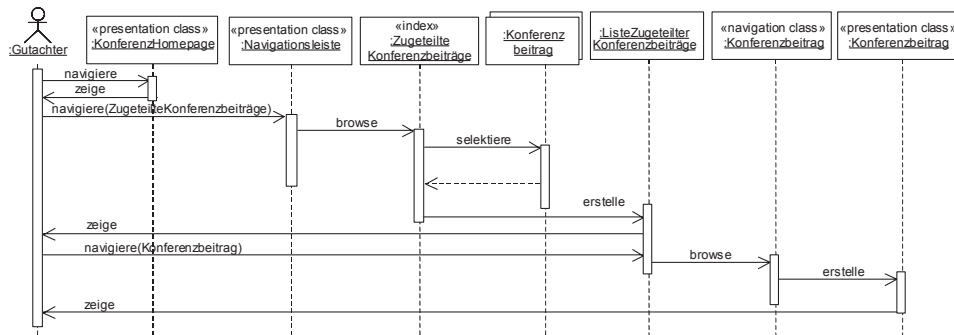 :Gutachter
«presentation class»
:KonferenzHomepage
«presentation class»
:Navigationsleiste
«index»
:Zugeteilte
Konferenzbeiträge
:Konferenz
beitrag
:ListeZugeteilter
Konferenzbeiträge
«navigation class»
:Konferenzbeitrag
«presentation class»
:Konferenzbeitrag
navigiere
zeige
navigiere(ZugeteilteKonferenzbeiträge)
browse
selektiere
erstelle
zeige
navigiere(Konferenzbeitrag)
browse
erstelle
zeige